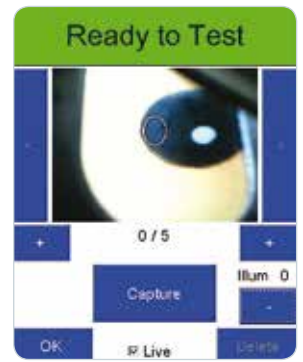 Ready to Test
- -
0 / 5
+ +
Illum 0
Capture
-
OK Live Delete